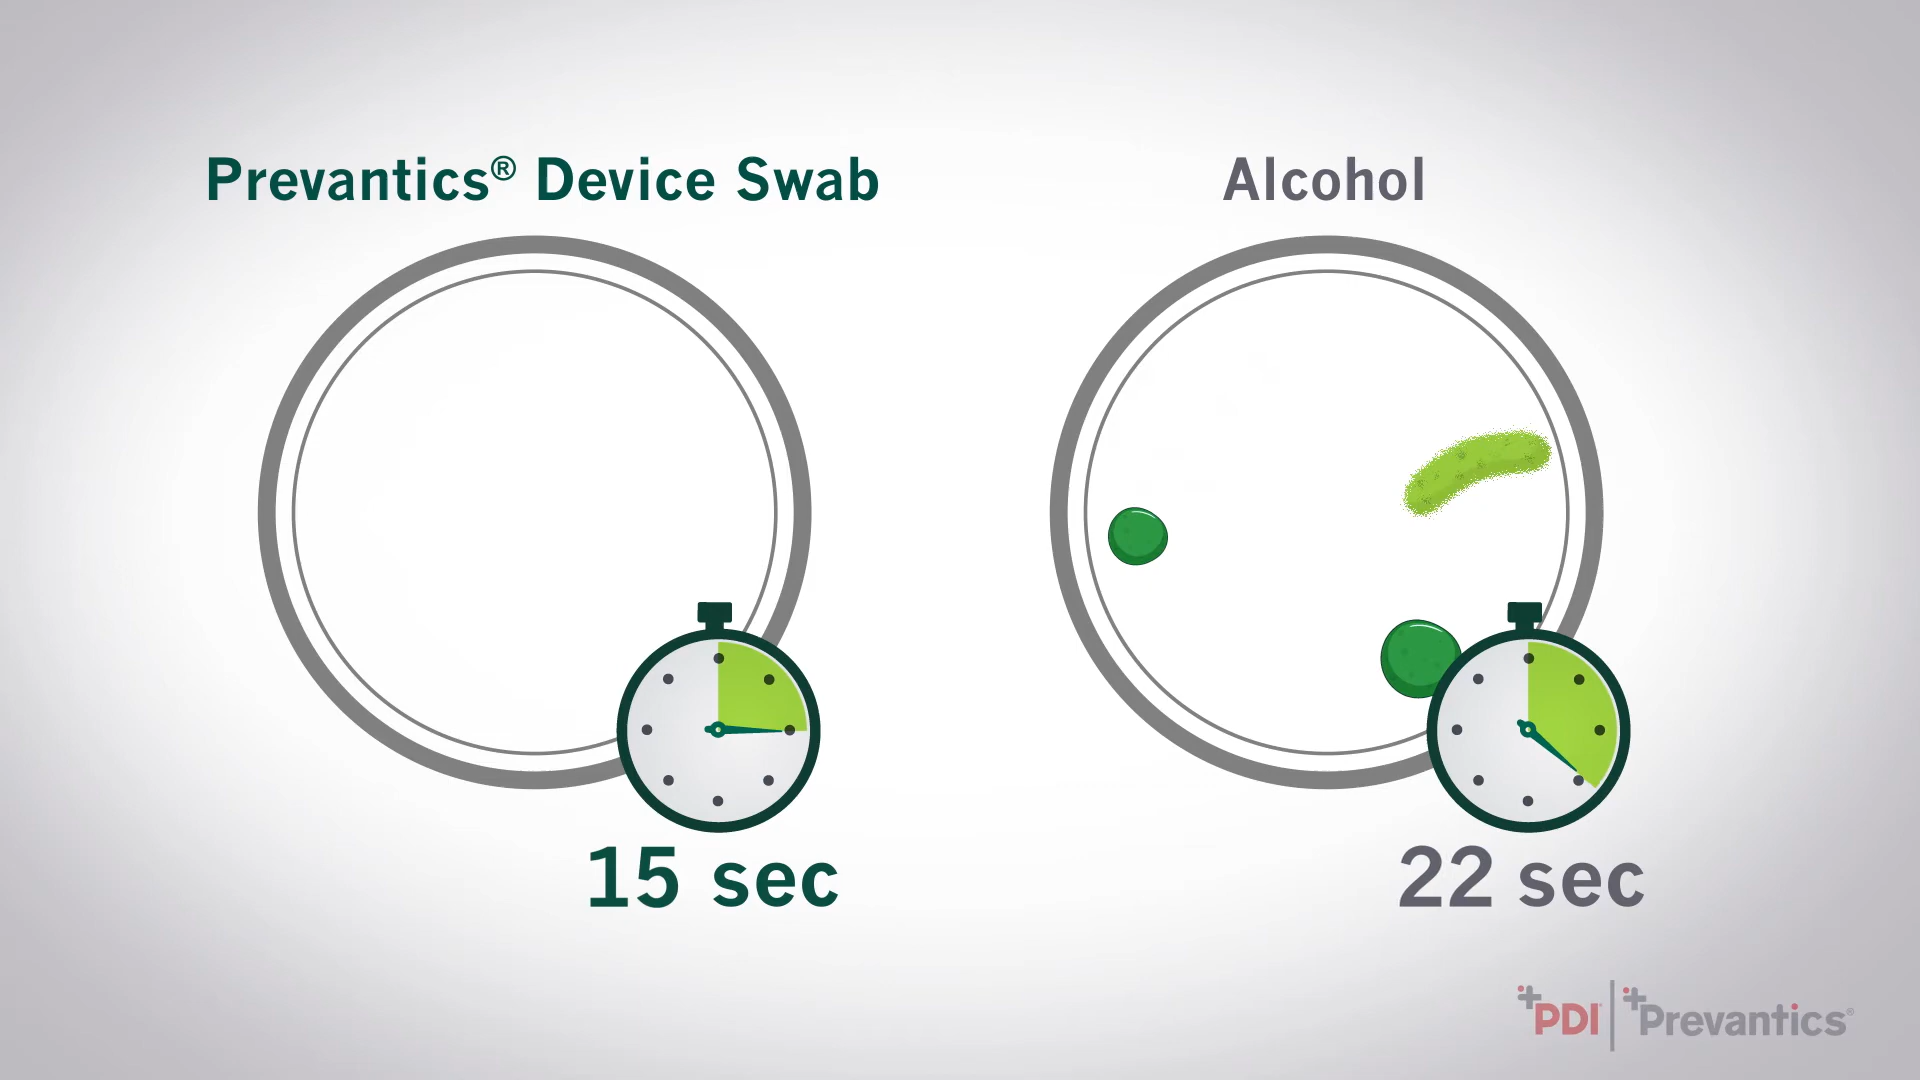 Prevantics® Device Swab
Alcohol
15 sec
22 sec
PDI
Prevantics®